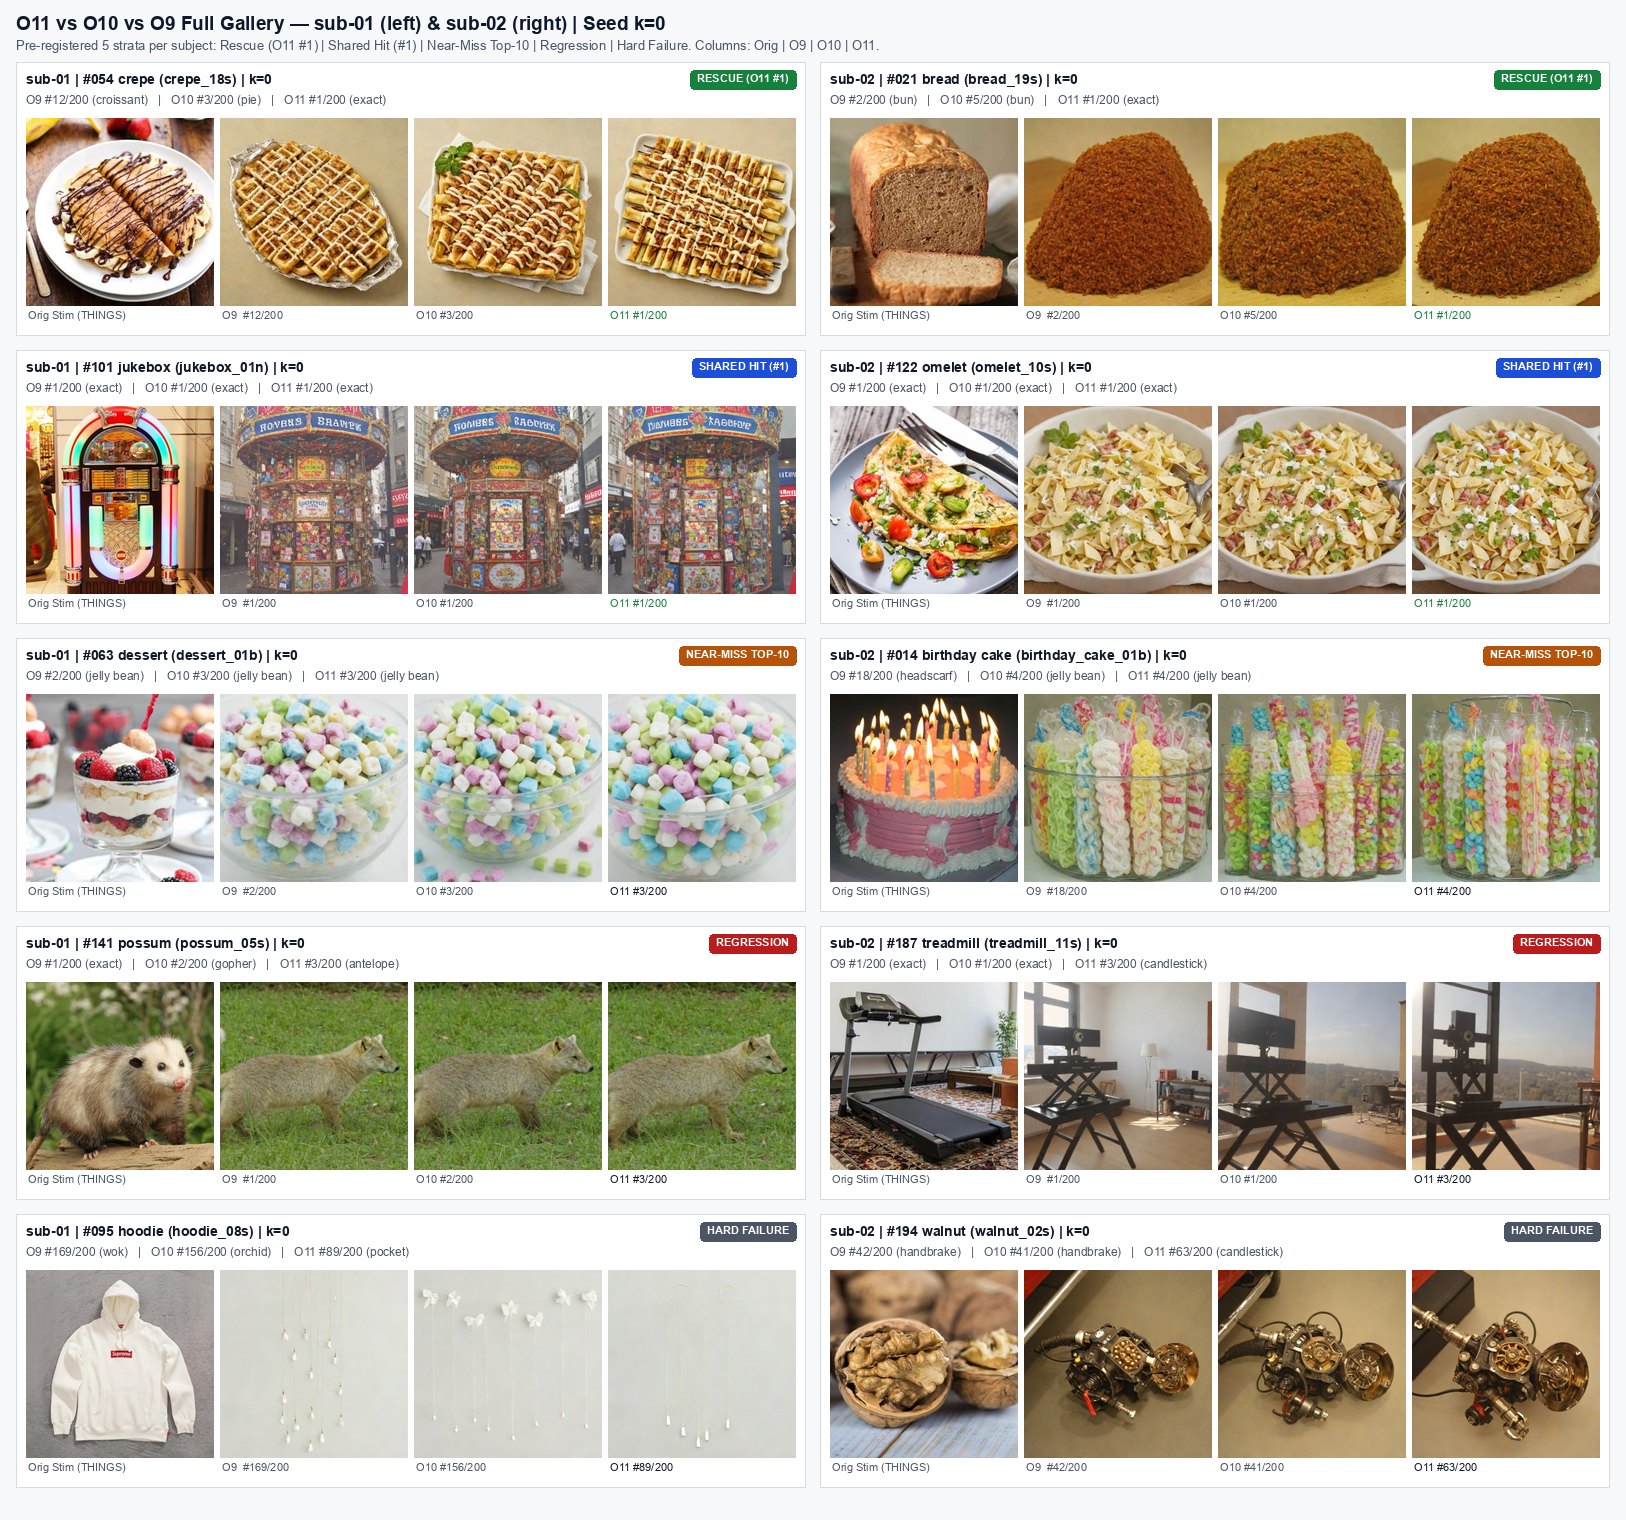 O11 vs O10 vs O9 Full Gallery — sub-01 (left) & sub-02 (right) | Seed k=0
Pre-registered 5 strata per subject: Rescue (O11 #1) | Shared Hit (#1) | Near-Miss Top-10 | Regression | Hard Failure. Columns: Orig | O9 | O10 | O11.
sub-01 | #054 crepe (crepe_18s) | k=0
RESCUE (O11 #1)
O9 #12/200 (croissant) | O10 #3/200 (pie) | O11 #1/200 (exact)
Orig Stim (THINGS) O9 #12/200 O10 #3/200 O11 #1/200
sub-02 | #021 bread (bread_19s) | k=0
RESCUE (O11 #1)
O9 #2/200 (bun) | O10 #5/200 (bun) | O11 #1/200 (exact)
Orig Stim (THINGS) O9 #2/200 O10 #5/200 O11 #1/200
sub-01 | #101 jukebox (jukebox_01n) | k=0
SHARED HIT (#1)
O9 #1/200 (exact) | O10 #1/200 (exact) | O11 #1/200 (exact)
Orig Stim (THINGS) O9 #1/200 O10 #1/200 O11 #1/200
sub-02 | #122 omelet (omelet_10s) | k=0
SHARED HIT (#1)
O9 #1/200 (exact) | O10 #1/200 (exact) | O11 #1/200 (exact)
Orig Stim (THINGS) O9 #1/200 O10 #1/200 O11 #1/200
sub-01 | #063 dessert (dessert_01b) | k=0
NEAR-MISS TOP-10
O9 #2/200 (jelly bean) | O10 #3/200 (jelly bean) | O11 #3/200 (jelly bean)
Orig Stim (THINGS) O9 #2/200 O10 #3/200 O11 #3/200
sub-02 | #014 birthday cake (birthday_cake_01b) | k=0
NEAR-MISS TOP-10
O9 #18/200 (headscarf) | O10 #4/200 (jelly bean) | O11 #4/200 (jelly bean)
Orig Stim (THINGS) O9 #18/200 O10 #4/200 O11 #4/200
sub-01 | #141 possum (possum_05s) | k=0
REGRESSION
O9 #1/200 (exact) | O10 #2/200 (gopher) | O11 #3/200 (antelope)
Orig Stim (THINGS) O9 #1/200 O10 #2/200 O11 #3/200
sub-02 | #187 treadmill (treadmill_11s) | k=0
REGRESSION
O9 #1/200 (exact) | O10 #1/200 (exact) | O11 #3/200 (candlestick)
Orig Stim (THINGS) O9 #1/200 O10 #1/200 O11 #3/200
sub-01 | #095 hoodie (hoodie_08s) | k=0
HARD FAILURE
O9 #169/200 (wok) | O10 #156/200 (orchid) | O11 #89/200 (pocket)
Supreme
Orig Stim (THINGS) O9 #169/200 O10 #156/200 O11 #89/200
sub-02 | #194 walnut (walnut_02s) | k=0
HARD FAILURE
O9 #42/200 (handbrake) | O10 #41/200 (handbrake) | O11 #63/200 (candlestick)
Orig Stim (THINGS) O9 #42/200 O10 #41/200 O11 #63/200